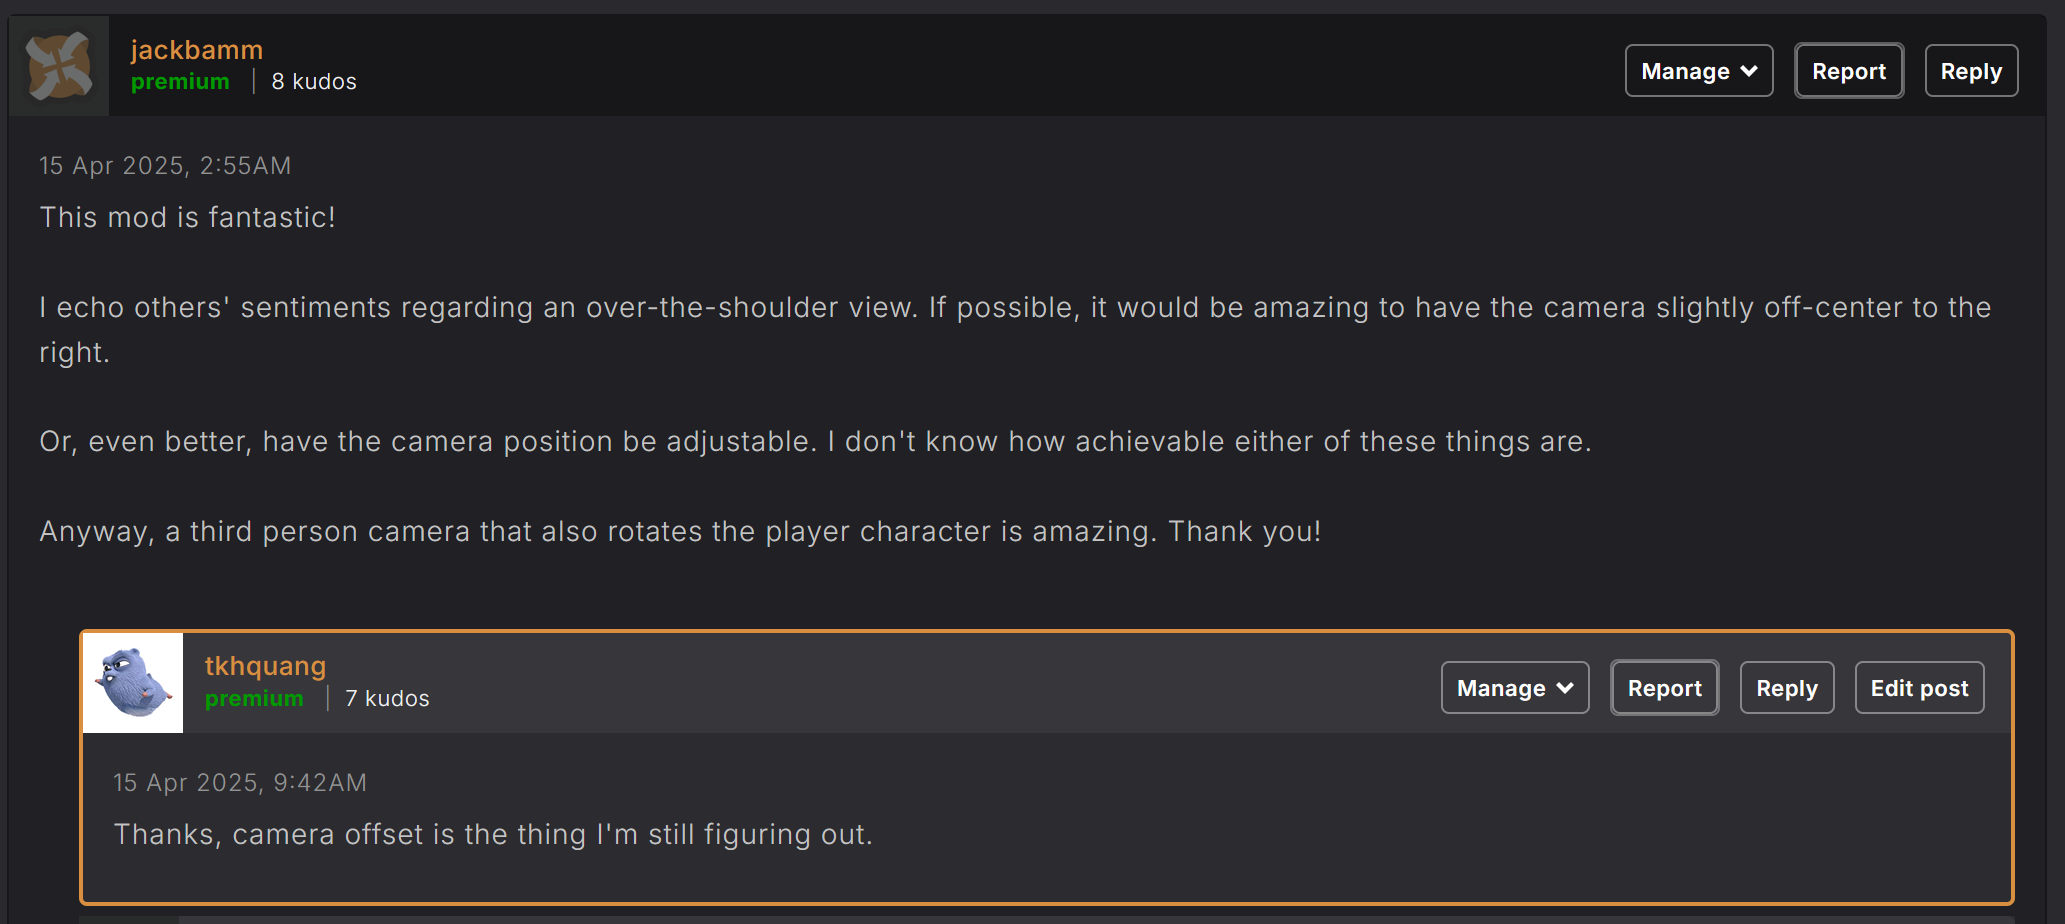 jackbamm
premium | 8 kudos
Manage Report Reply
15 Apr 2025, 2:55AM
This mod is fantastic!
I echo others' sentiments regarding an over-the-shoulder view. If possible, it would be amazing to have the camera slightly off-center to the
right.
Or, even better, have the camera position be adjustable. I don't know how achievable either of these things are.
Anyway, a third person camera that also rotates the player character is amazing. Thank you!
tkhquang
premium | 7 kudos
Manage Report Reply Edit post
15 Apr 2025, 9:42AM
Thanks, camera offset is the thing I'm still figuring out.